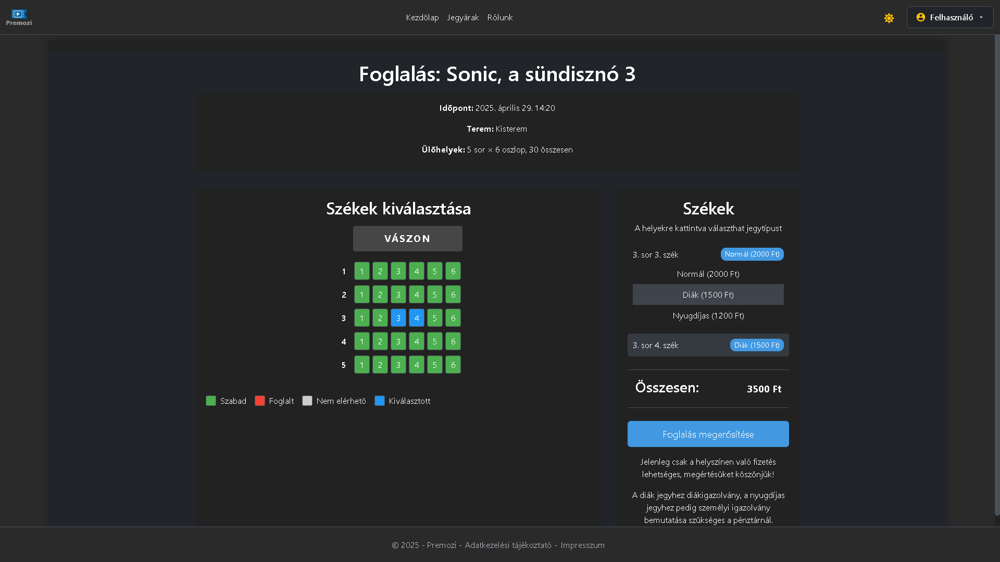 Premozi
Kezdőlap Jegyárak Rólunk
Felhasználó
Foglalás: Sonic, a sündisznó 3
Időpont: 2025. április 29. 14:20
Terem: Kisterem
Ülőhelyek: 5 sor × 6 oszlop, 30 összesen
Székek kiválasztása
VÁSZON
1 1 2 3 4 5 6
2 1 2 3 4 5 6
3 1 2 3 4 5 6
4 1 2 3 4 5 6
5 1 2 3 4 5 6
Szabad Foglalt Nem elérhető Kiválasztott
Székek
A helyekre kattintva választhat jegytípust
3. sor 3. szék Normál (2000 Ft)
Normál (2000 Ft)
Diák (1500 Ft)
Nyugdíjas (1200 Ft)
3. sor 4. szék Diák (1500 Ft)
Összesen: 3500 Ft
Foglalás megerősítése
Jelenleg csak a helyszínen való fizetés
lehetséges, megértésüket köszönjük!
A diák jegyhez diákigazolvány, a nyugdíjas
jegyhez pedig személyi igazolvány
bemutatása szükséges a pénztárnál.
© 2025 - Premozi - Adatkezelési tájékoztató - Impresszum